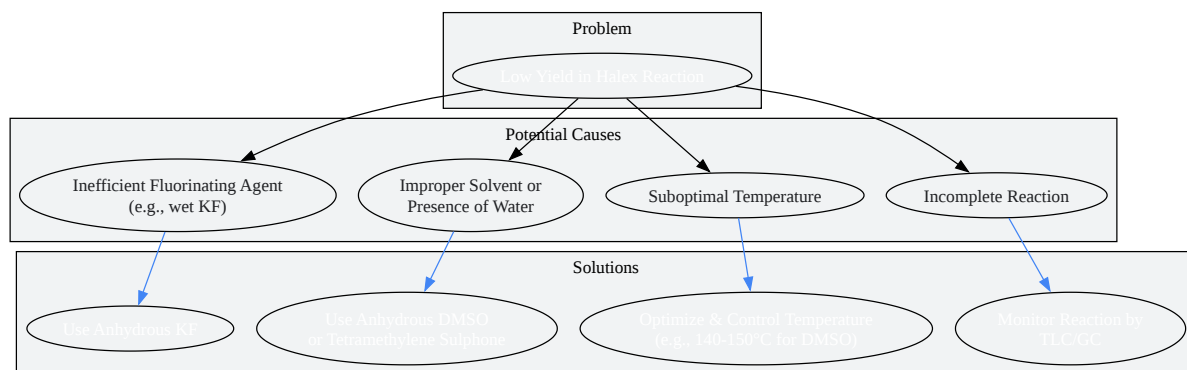 Problem
Low Yield in Halex Reaction
Potential Causes
Inefficient Fluorinating Agent
(e.g., wet KF)
Improper Solvent or
Presence of Water
Suboptimal Temperature
Incomplete Reaction
Solutions
Use Anhydrous KF
Use Anhydrous DMSO
or Tetramethylene Sulphone
Optimize & Control Temperature
(e.g., 140-150°C for DMSO)
Monitor Reaction by
TLC/GC